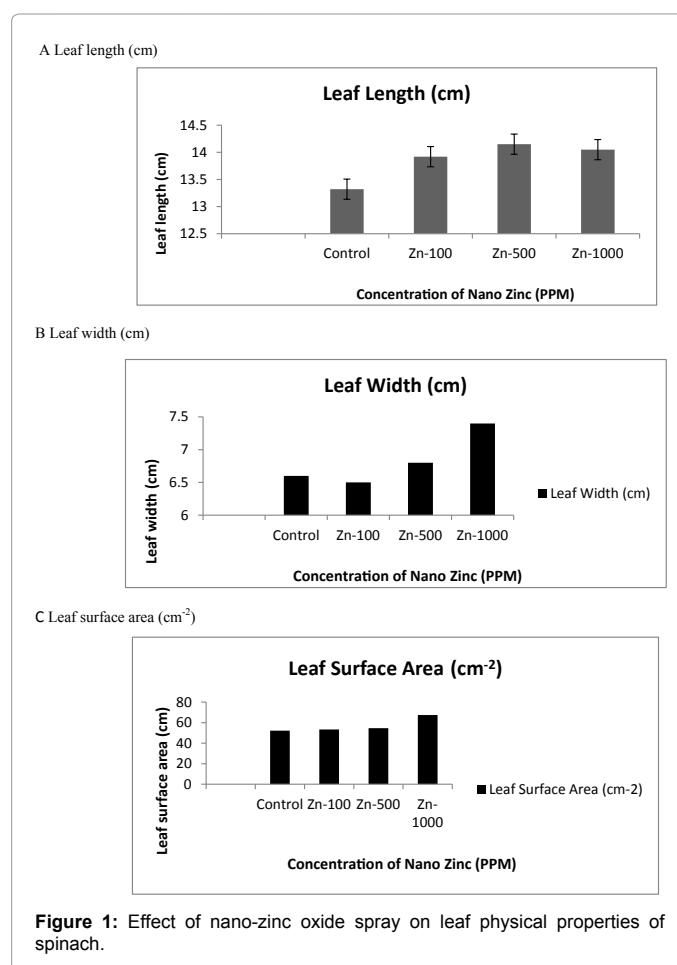 A Leaf length (cm)
Leaf Length (cm)
Leaf length (cm)
14.5
14
13.5
13
12.5
Control Zn-100 Zn-500 Zn-1000
Concentration of Nano Zinc (PPM)
B Leaf width (cm)
Leaf Width (cm)
Leaf width (cm)
7.5
7
6.5
6
Control Zn-100 Zn-500 Zn-1000
■ Leaf Width (cm)
Concentration of Nano Zinc (PPM)
C Leaf surface area (cm⁻²)
Leaf Surface Area (cm⁻²)
Leaf surface area (cm)
80
60
40
20
0
Control Zn-100 Zn-500 Zn-
1000
■ Leaf Surface Area (cm-2)
Concentration of Nano Zinc (PPM)
Figure 1: Effect of nano-zinc oxide spray on leaf physical properties of
spinach.